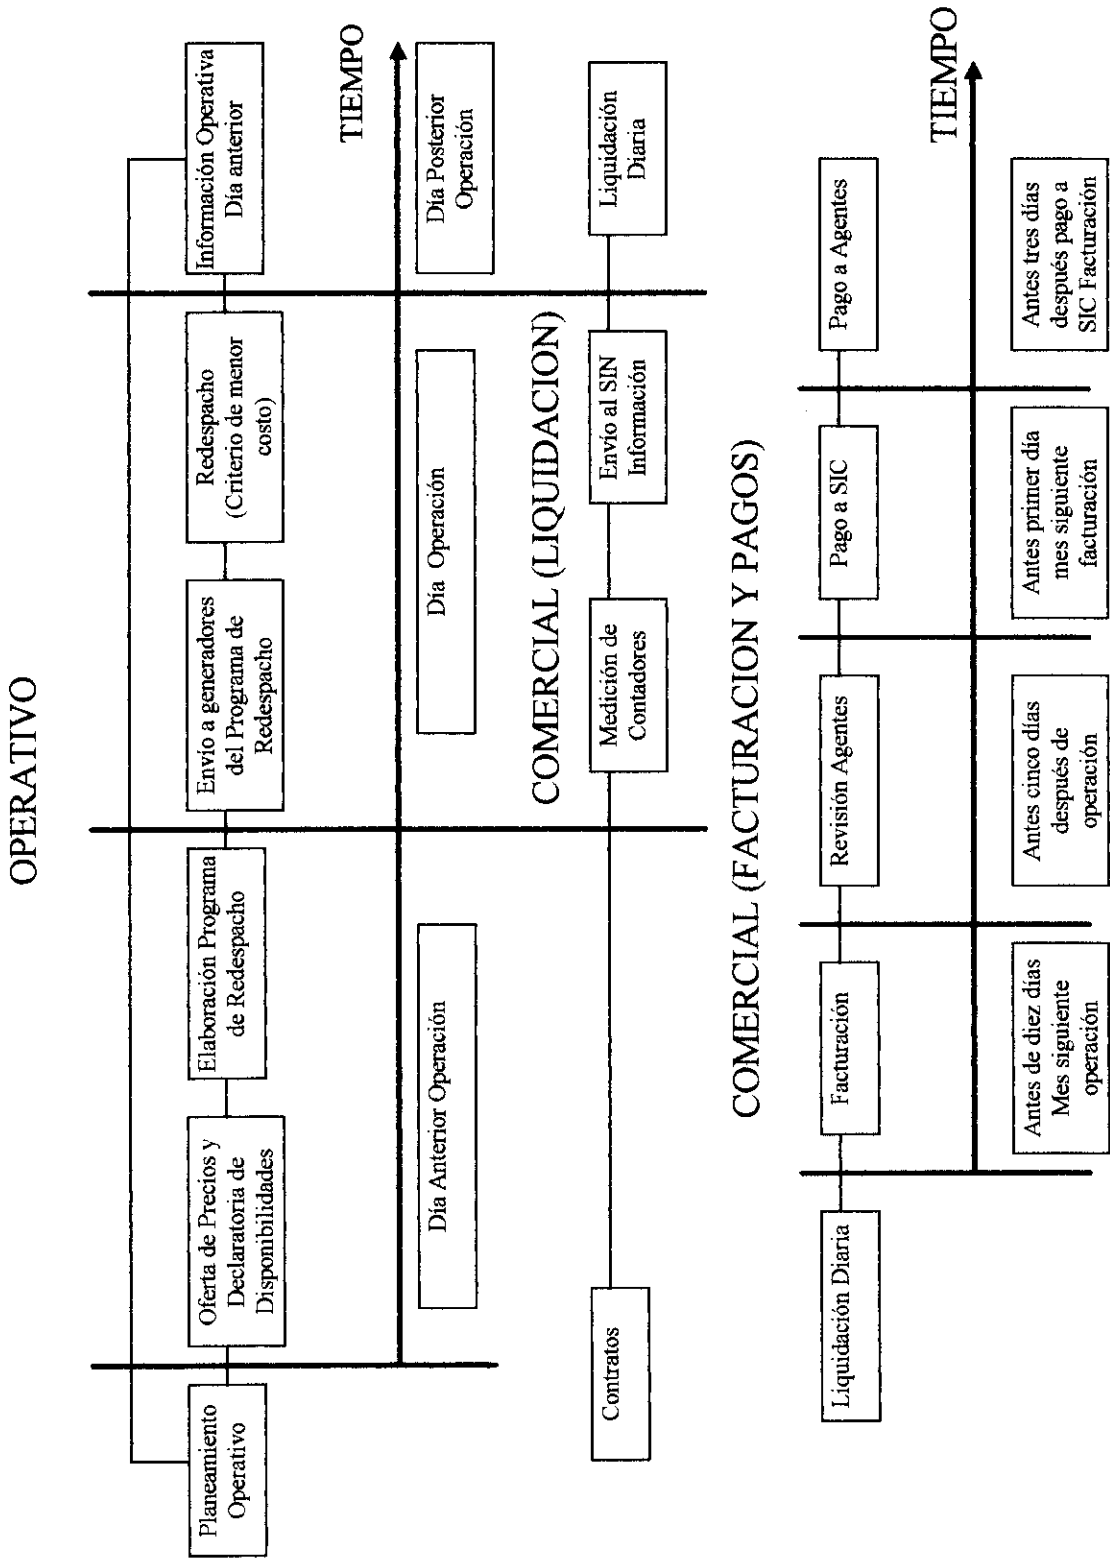 OPERATIVO
Planeamiento
Operativo
Oferta de Precios y
Declaratoria de
Disponibilidades
Elaboración Programa
de Redespacho
Envío a generadores
del Programa de
Redespacho
Redespacho
(Criterio de menor
costo)
Información Operativa
Día anterior
TIEMPO
Día Anterior Operación
Día Operación
Día Posterior
Operación
COMERCIAL (LIQUIDACION)
Contratos
Medición de
Contadores
Envío al SIN
Información
Liquidación
Diaria
COMERCIAL (FACTURACION Y PAGOS)
Liquidación Diaria
Facturación
Revisión Agentes
Pago a SIC
Pago a Agentes
TIEMPO
Antes de diez días
Mes siguiente
operación
Antes cinco días
después de
operación
Antes primer día
mes siguiente
facturación
Antes tres días
después pago a
SIC Facturación